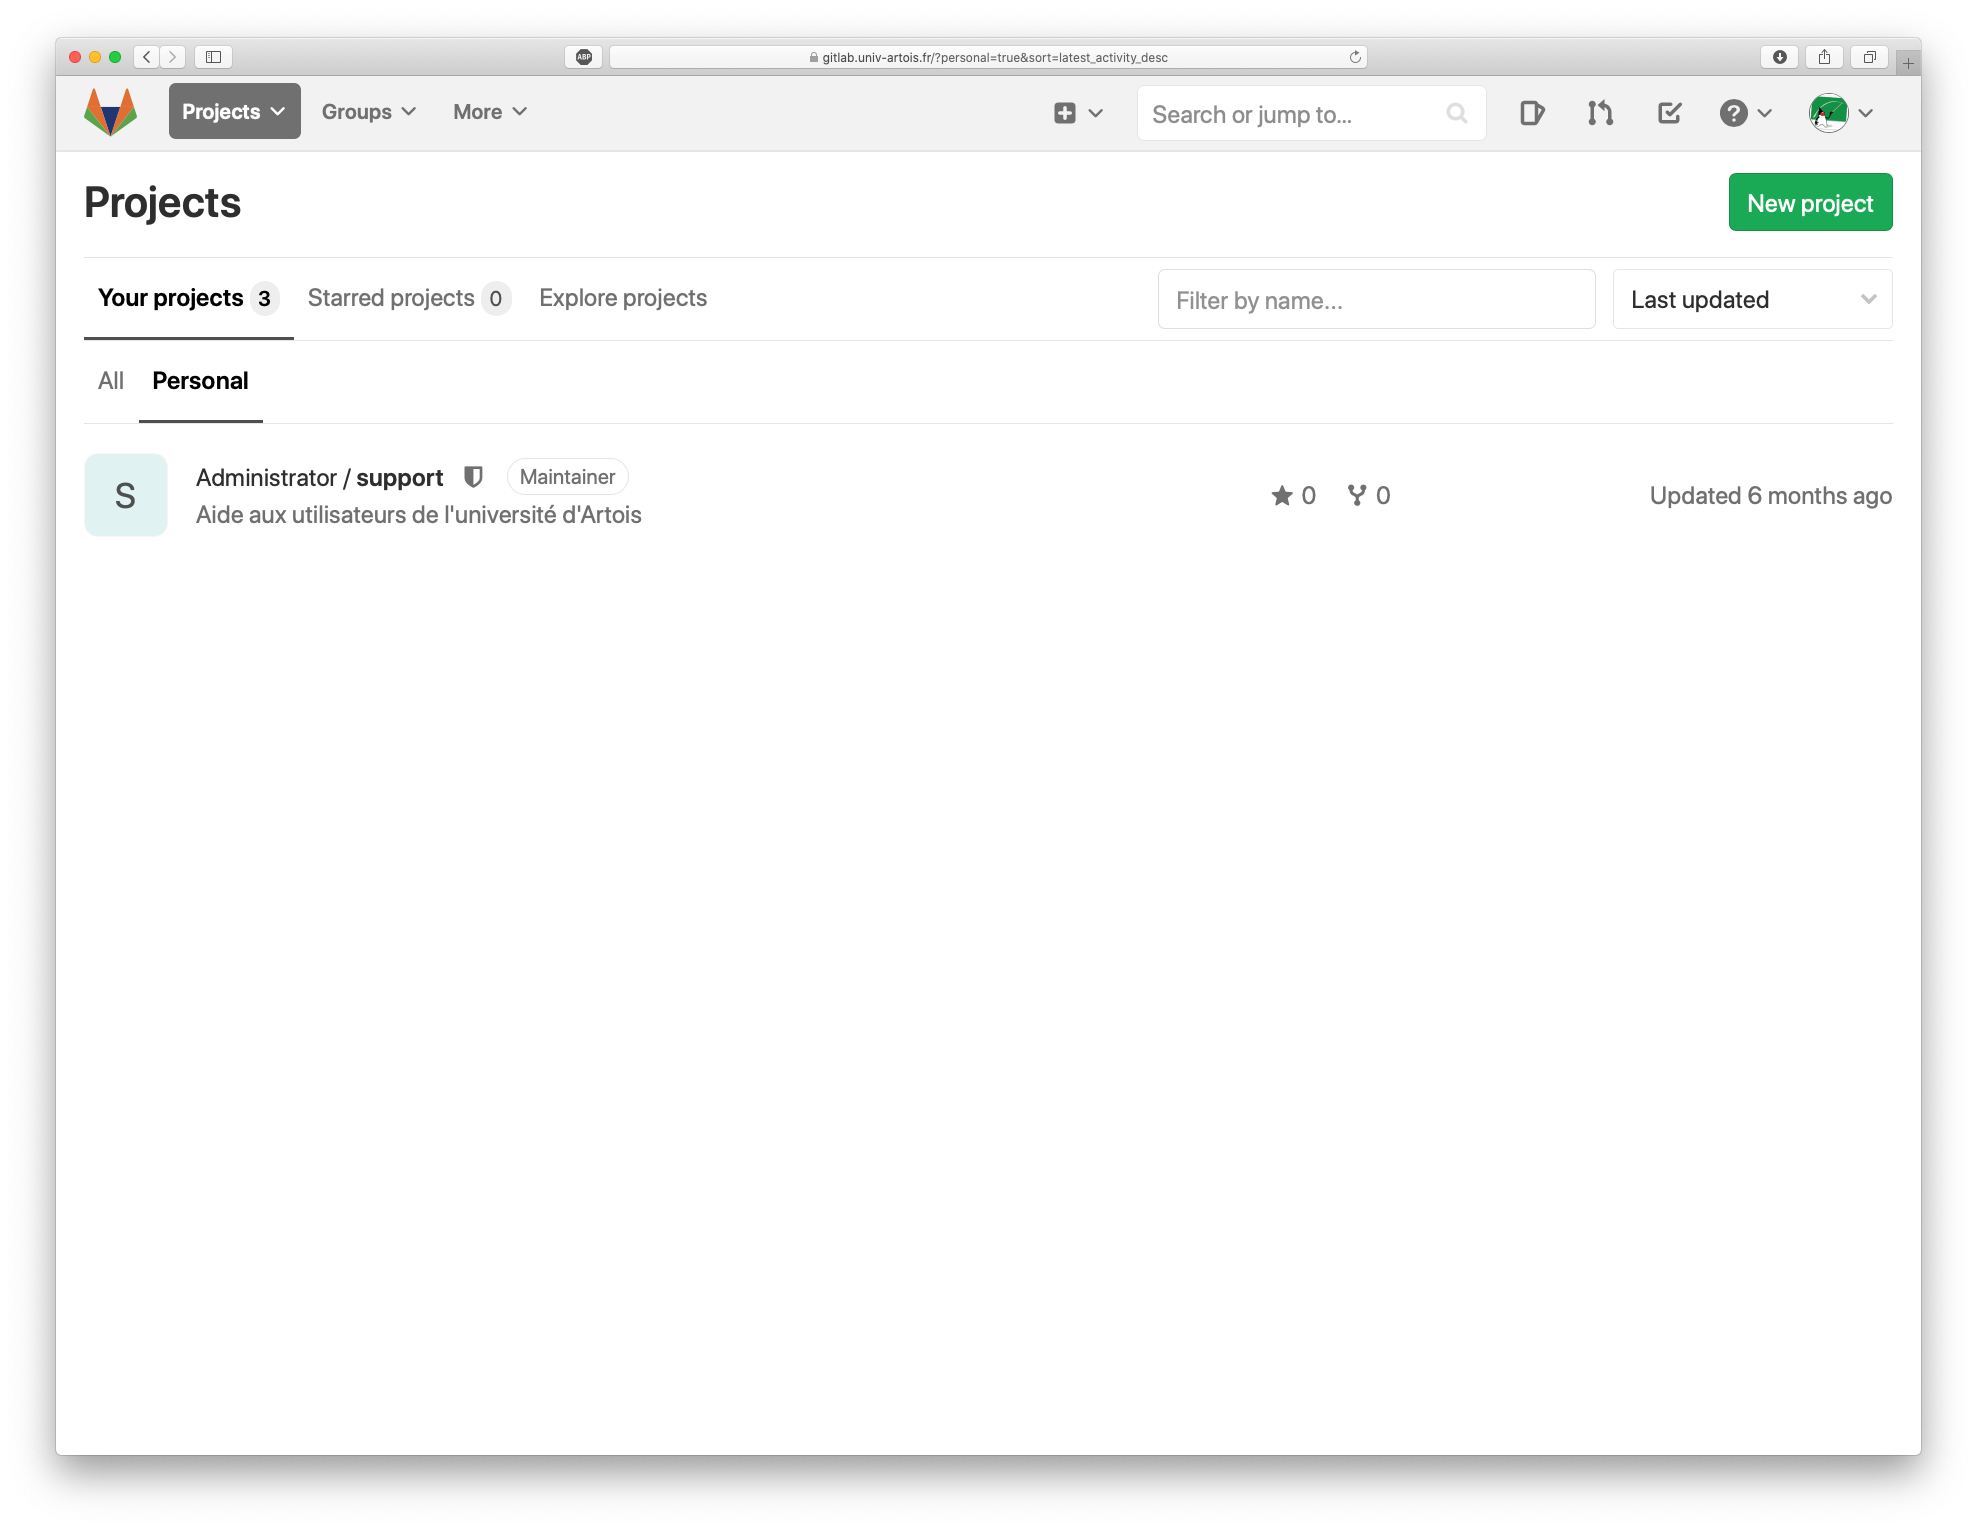 ABP
gitlab.univ-artois.fr/?personal=true&sort=latest_activity_desc
Projects Groups More Search or jump to...
Projects New project
Your projects 3 Starred projects 0 Explore projects Filter by name... Last updated
All Personal
S Administrator / support Maintainer 0 0 Updated 6 months ago
Aide aux utilisateurs de l'université d'Artois